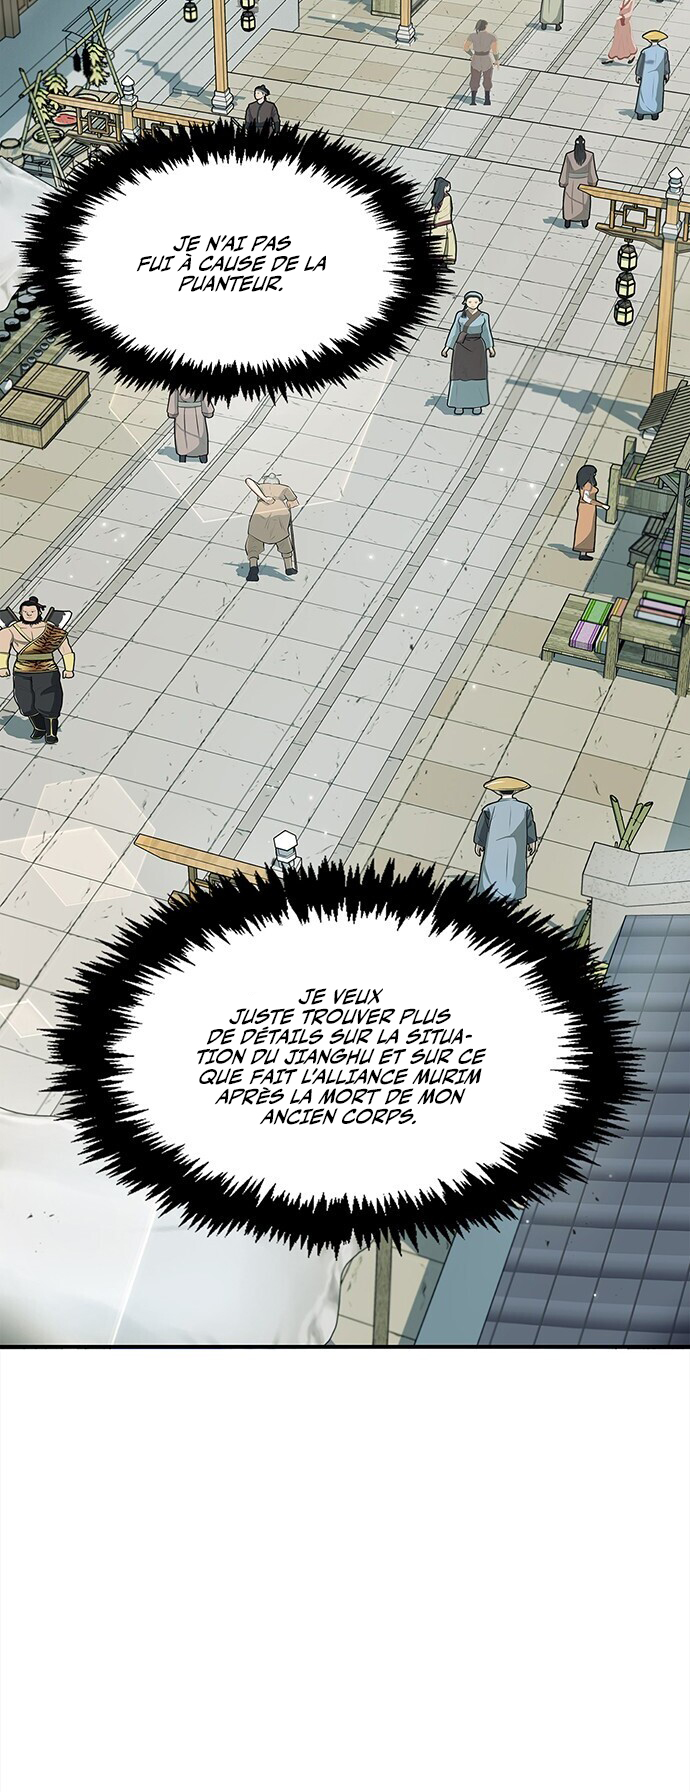 JE N'AI PAS
FUI À CAUSE DE LA
PUANTEUR.
JE VEUX
JUSTE TROUVER PLUS
DE DÉTAILS SUR LA SITUA-
TION DU JIANGHU ET SUR CE
QUE FAIT L'ALLIANCE MURIM
APRÈS LA MORT DE MON
ANCIEN CORPS.